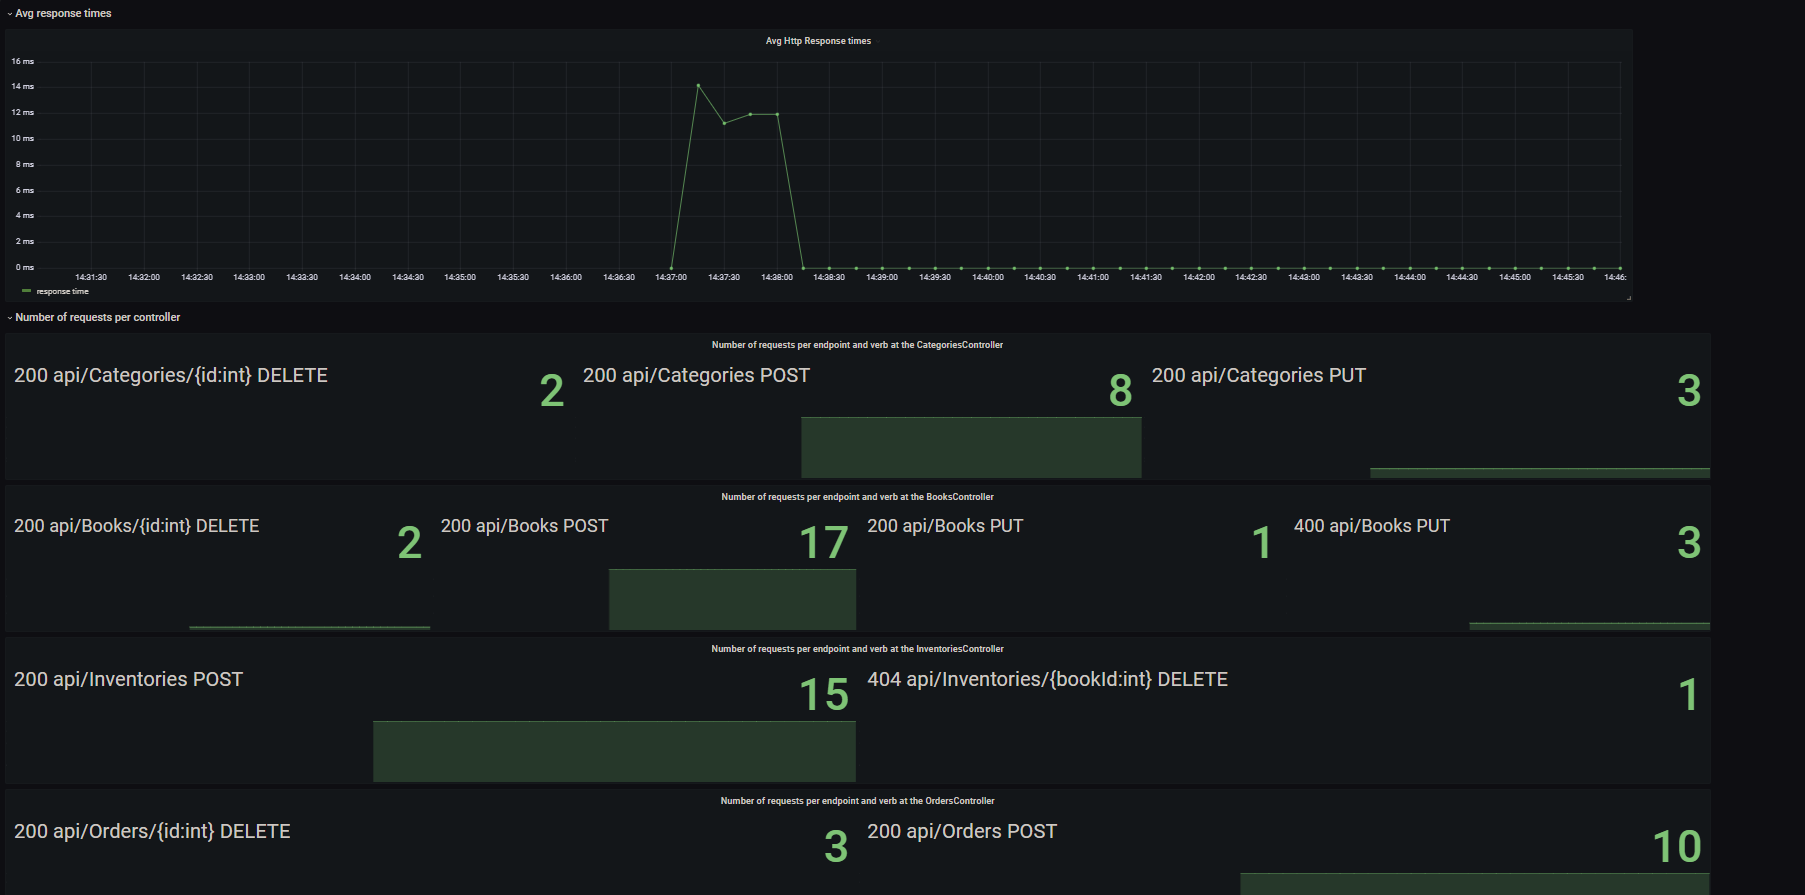 Avg response times
Avg Http Response times
16 ms
14 ms
12 ms
10 ms
8 ms
6 ms
4 ms
2 ms
0 ms
14:31:30 14:32:00 14:32:30 14:33:00 14:33:30 14:34:00 14:34:30 14:35:00 14:35:30 14:36:00 14:36:30 14:37:00 14:37:30 14:38:00 14:38:30 14:39:00 14:39:30 14:40:00 14:40:30 14:41:00 14:41:30 14:42:00 14:42:30 14:43:00 14:43:30 14:44:00 14:44:30 14:45:00 14:45:30 14:46:
response time
Number of requests per controller
Number of requests per endpoint and verb at the CategoriesController
200 api/Categories/{id:int} DELETE
2
200 api/Categories POST
8
200 api/Categories PUT
3
Number of requests per endpoint and verb at the BooksController
200 api/Books/{id:int} DELETE
2
200 api/Books POST
17
200 api/Books PUT
1
400 api/Books PUT
3
Number of requests per endpoint and verb at the InventoriesController
200 api/Inventories POST
15
404 api/Inventories/{bookId:int} DELETE
1
Number of requests per endpoint and verb at the OrdersController
200 api/Orders/{id:int} DELETE
3
200 api/Orders POST
10